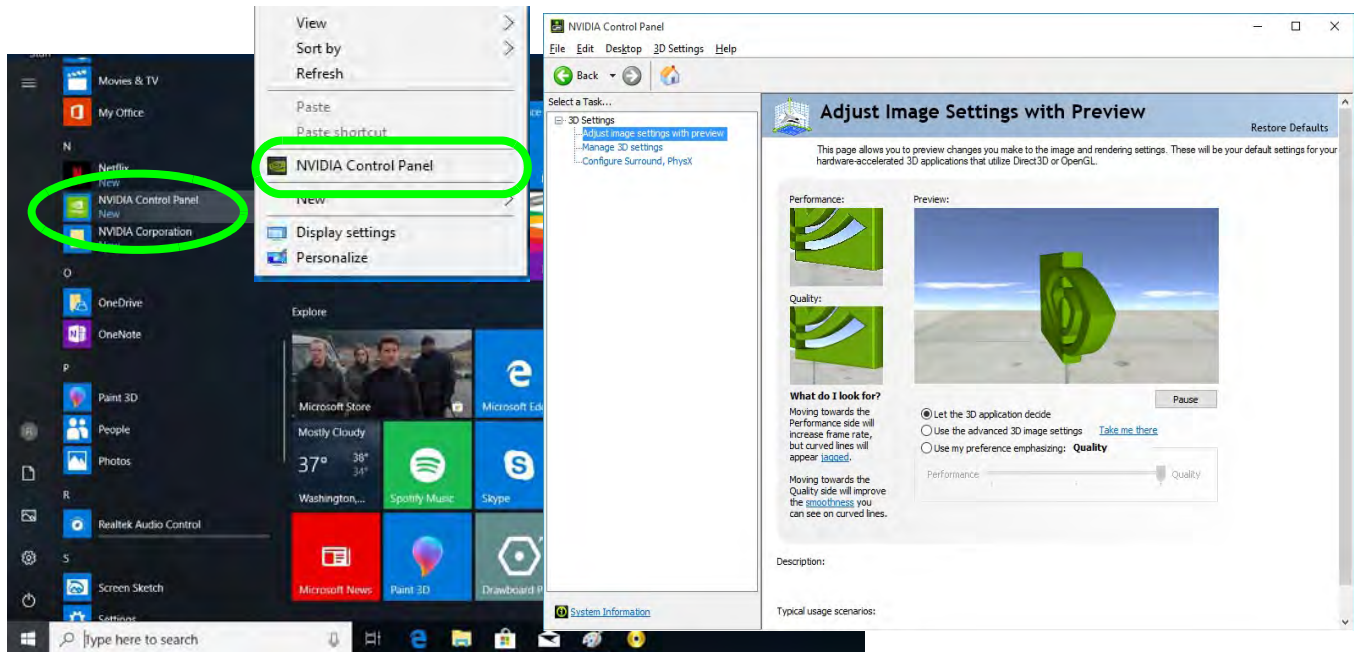 Movies & TV
My Office
N
Netflix
New
NVIDIA Control Panel
New
NVIDIA Corporation
O
OneDrive
OneNote
P
Paint 3D
People
Photos
R
Realtek Audio Control
S
Screen Sketch
Settings
Type here to search
View
Sort by
Refresh
Paste
Paste shortcut
NVIDIA Control Panel
New
Display settings
Personalize
Explore
Microsoft Store
Microsoft Ed
Mostly Cloudy
37° 38°
34°
Washington,...
Spotify Music
Skype
Microsoft News
Paint 3D
Drawboard P
NVIDIA Control Panel
File Edit Desktop 3D Settings Help
Back
Select a Task...
3D Settings
Adjust image settings with preview
Manage 3D settings
Configure Surround, PhysX
System Information
Adjust Image Settings with Preview
Restore Defaults
This page allows you to preview changes you make to the image and rendering settings. These will be your default settings for your
hardware-accelerated 3D applications that utilize Direct3D or OpenGL.
Performance:
Quality:
What do I look for?
Moving towards the
Performance side will
increase frame rate,
but curved lines will
appear jagged.
Moving towards the
Quality side will improve
the smoothness you
can see on curved lines.
Preview:
Pause
Let the 3D application decide
Use the advanced 3D image settings Take me there
Use my preference emphasizing: Quality
Performance Quality
Description:
Typical usage scenarios: